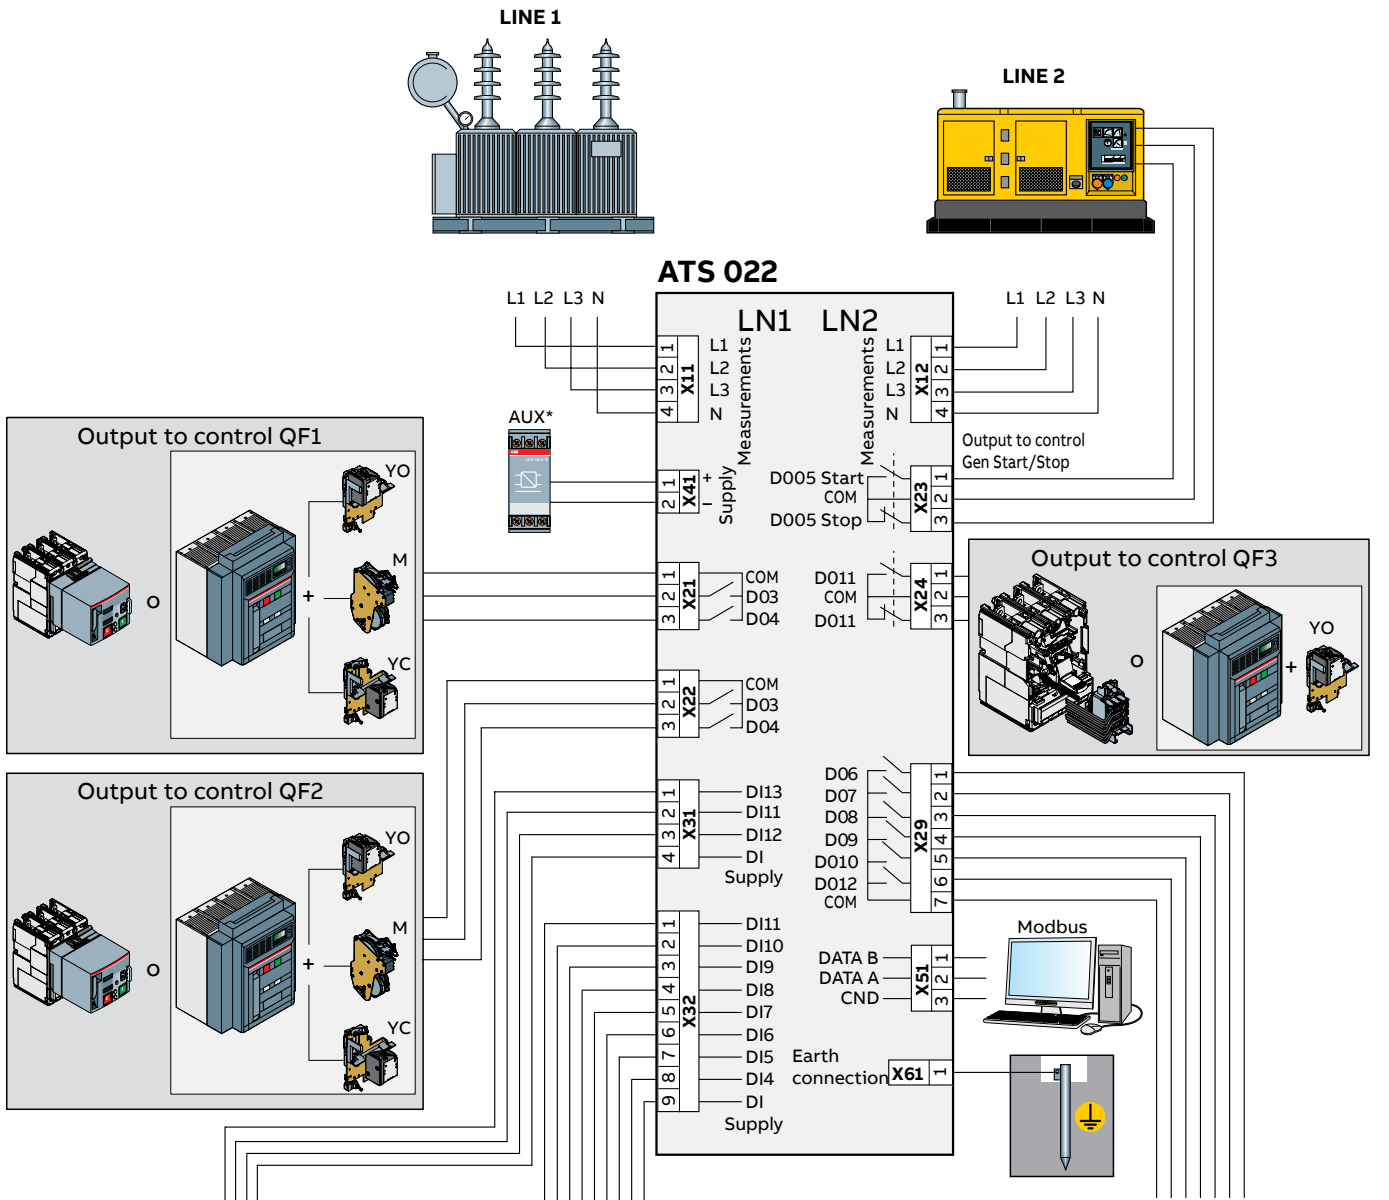 LINE 1
LINE 2
ATS 022
L1 L2 L3 N
LN1 LN2
L1 L2 L3 N
1 2 3 4
X11
L1
L2
L3
N
Measurements
Measurements
L1
L2
L3
N
X12
1 2 3 4
AUX*
1 2
X41
+
–
Supply
Output to control
Gen Start/Stop
D005 Start
COM
D005 Stop
X23
1 2 3
Output to control QF1
YO
M
YC
O
+
1 2 3
X21
COM
D03
D04
D011
COM
D011
X24
1 2 3
Output to control QF3
O
+
YO
1 2 3
X22
COM
D03
D04
Output to control QF2
YO
M
YC
O
+
1 2 3 4
X31
DI13
DI11
DI12
DI
Supply
D06
D07
D08
D09
D010
D012
COM
X29
1 2 3 4 5 6 7
1 2 3 4 5 6 7 8 9
X32
DI11
DI10
DI9
DI8
DI7
DI6
DI5
DI4
DI
Supply
DATA B
DATA A
CND
X51
1 2 3
Modbus
Earth
connection
X61
1